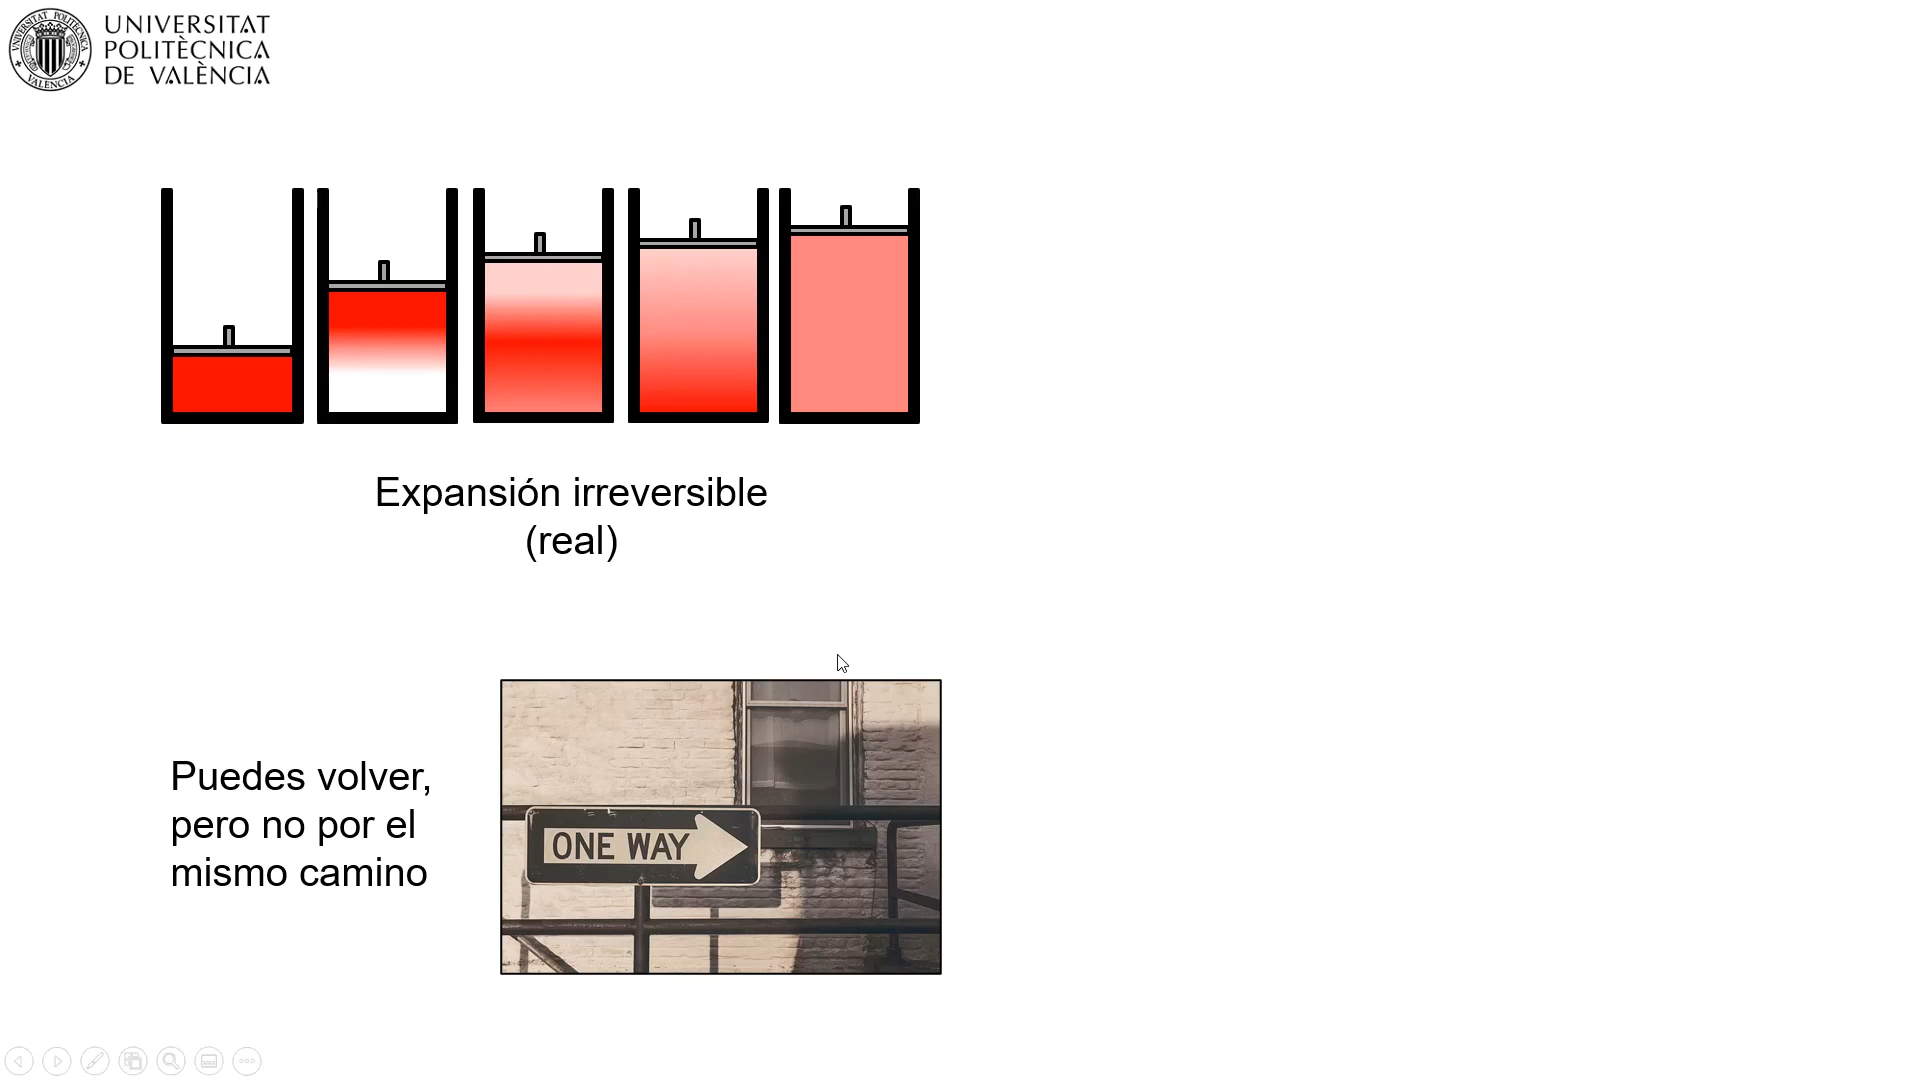 UNIVERSITAT
POLITÈCNICA
DE VALÈNCIA
Expansión irreversible
(real)
Puedes volver,
pero no por el
mismo camino
ONE WAY